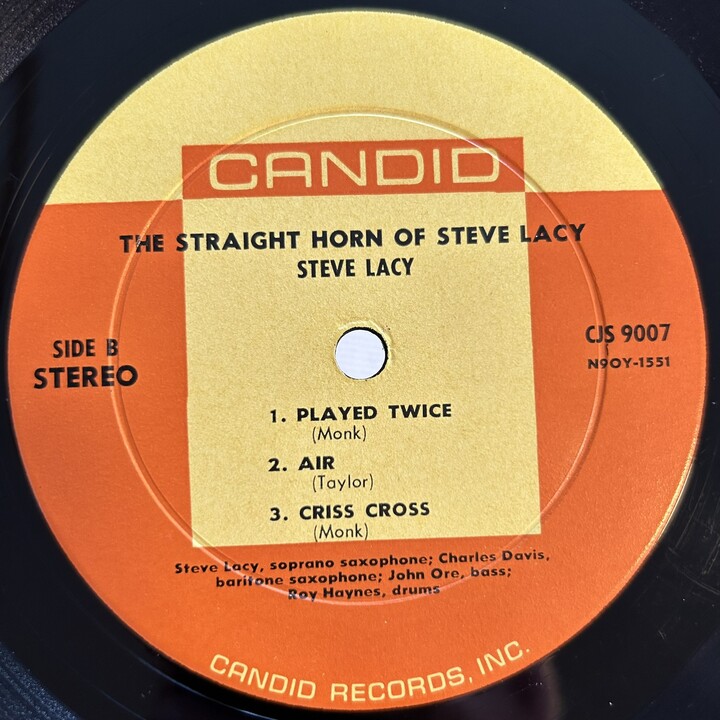 CANDID
THE STRAIGHT HORN OF STEVE LACY
STEVE LACY
SIDE B
STEREO
CJS 9007
N9OY-1551
1. PLAYED TWICE
(Monk)
2. AIR
(Taylor)
3. CRISS CROSS
(Monk)
Steve Lacy, soprano saxophone; Charles Davis,
baritone saxophone; John Ore, bass;
Roy Haynes, drums
CANDID RECORDS, INC.